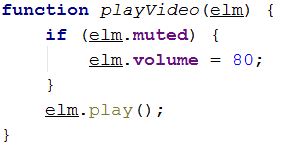 function playVideo(elm) {
    if (elm.muted) {
        elm.volume = 80;
    }
    elm.play();
}